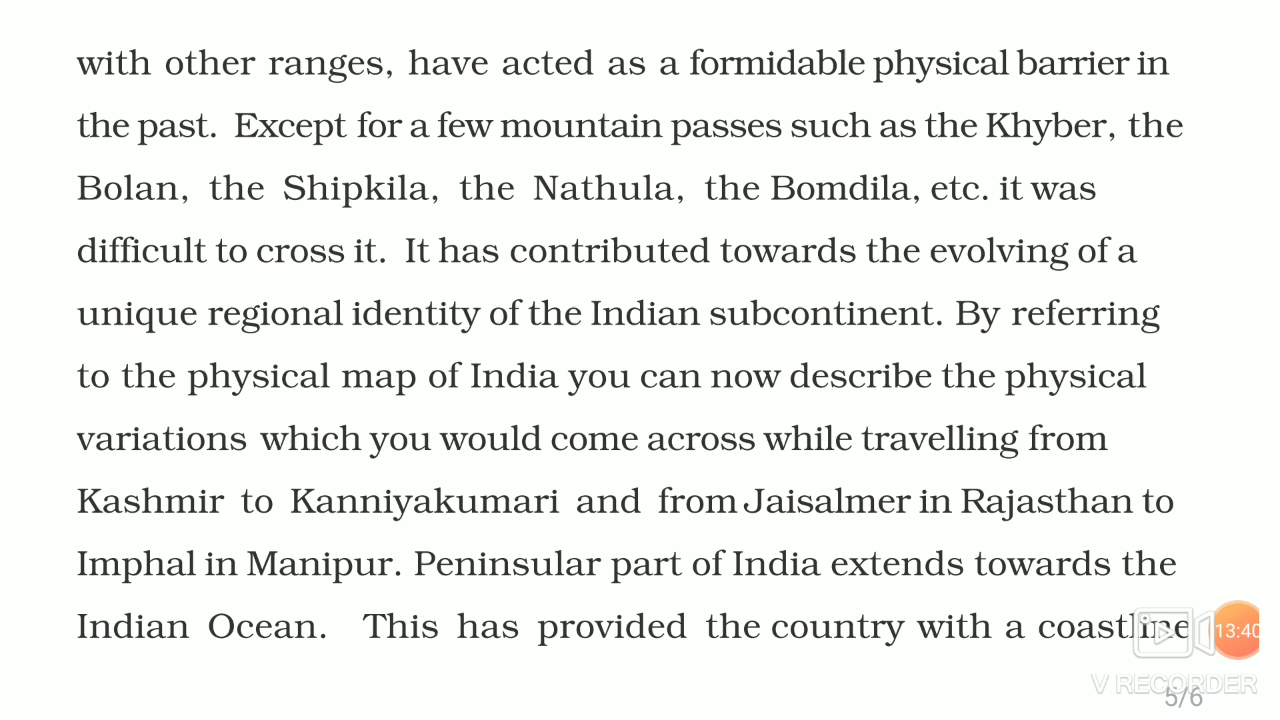 with other ranges, have acted as a formidable physical barrier in
the past. Except for a few mountain passes such as the Khyber, the
Bolan, the Shipkila, the Nathula, the Bomdila, etc. it was
difficult to cross it. It has contributed towards the evolving of a
unique regional identity of the Indian subcontinent. By referring
to the physical map of India you can now describe the physical
variations which you would come across while travelling from
Kashmir to Kanniyakumari and from Jaisalmer in Rajasthan to
Imphal in Manipur. Peninsular part of India extends towards the
Indian Ocean. This has provided the country with a coastline
13:40
V RECORDER
5/6